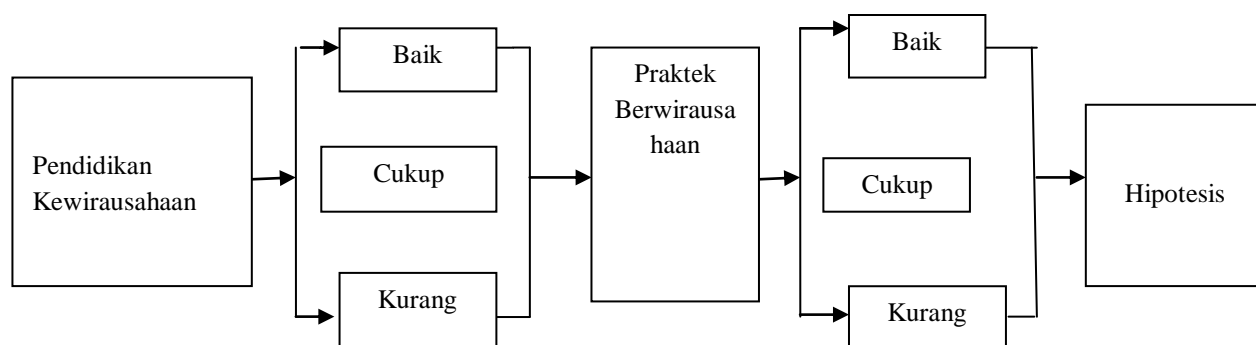 Pendidikan
Kewirausahaan
Baik
Cukup
Kurang
Praktek
Berwirausa
haan
Baik
Cukup
Kurang
Hipotesis